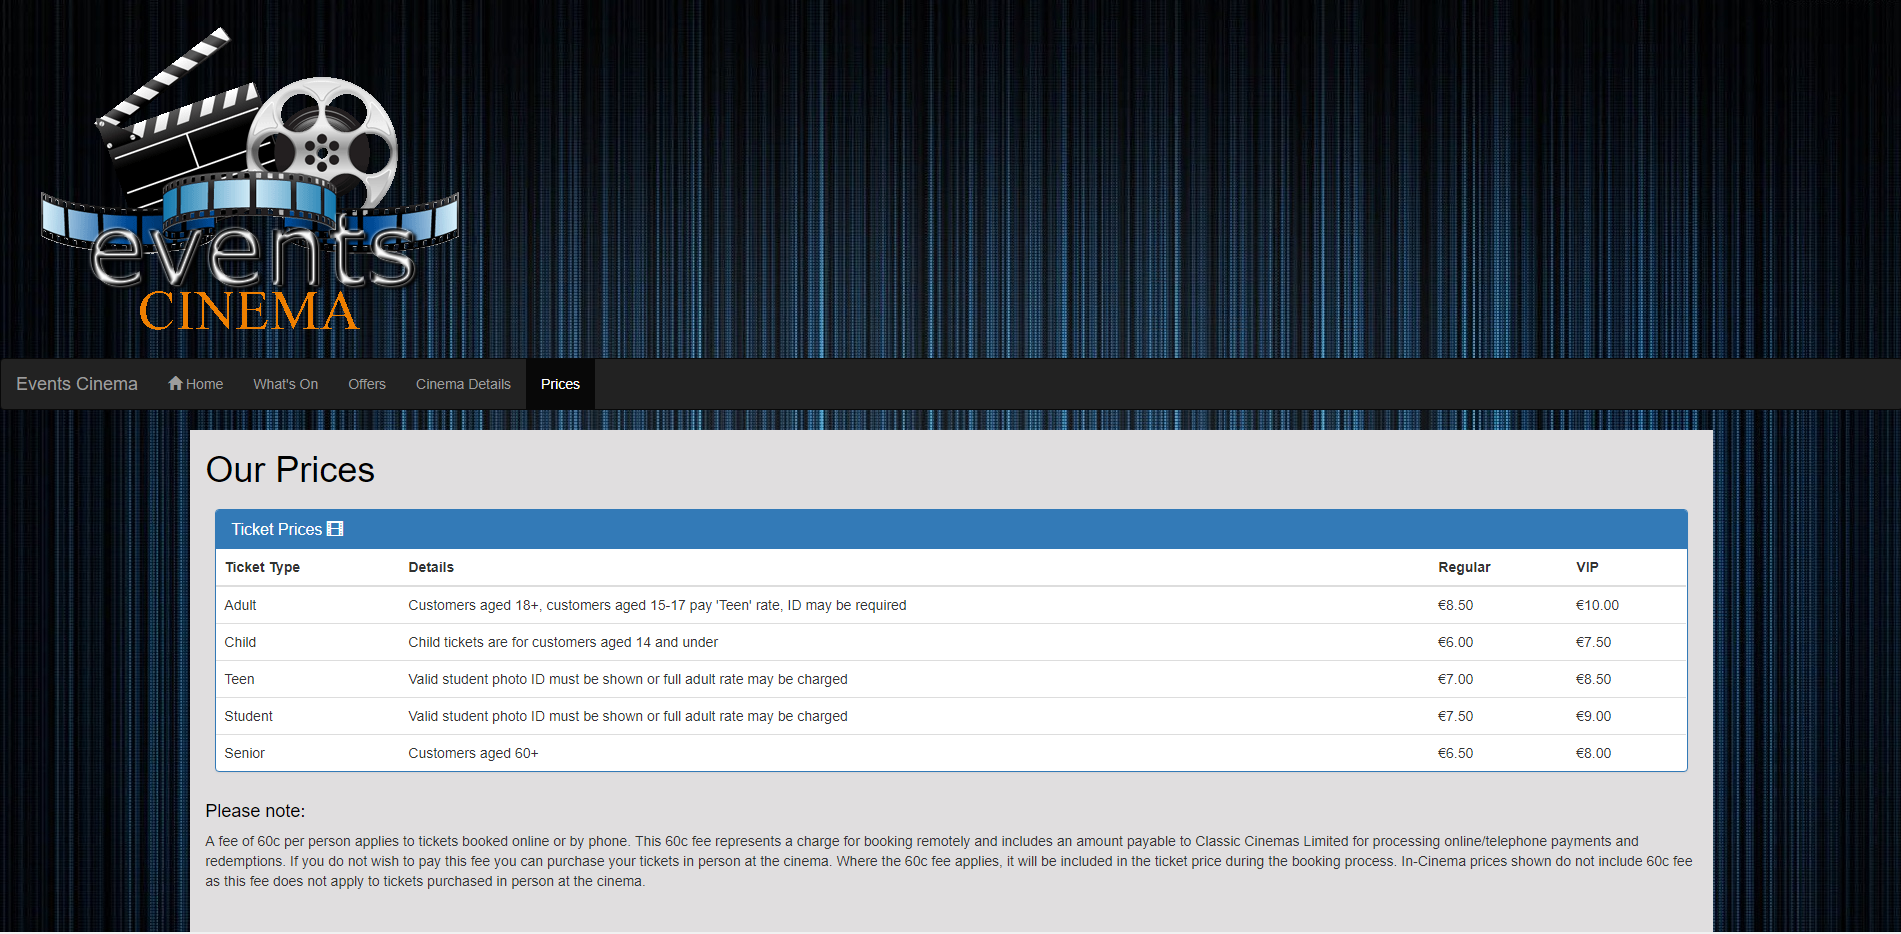 events
CINEMA
Events Cinema Home What's On Offers Cinema Details Prices
Our Prices
Ticket Prices
Ticket Type Details Regular VIP
Adult Customers aged 18+, customers aged 15-17 pay 'Teen' rate, ID may be required €8.50 €10.00
Child Child tickets are for customers aged 14 and under €6.00 €7.50
Teen Valid student photo ID must be shown or full adult rate may be charged €7.00 €8.50
Student Valid student photo ID must be shown or full adult rate may be charged €7.50 €9.00
Senior Customers aged 60+ €6.50 €8.00
Please note:
A fee of 60c per person applies to tickets booked online or by phone. This 60c fee represents a charge for booking remotely and includes an amount payable to Classic Cinemas Limited for processing online/telephone payments and
redemptions. If you do not wish to pay this fee you can purchase your tickets in person at the cinema. Where the 60c fee applies, it will be included in the ticket price during the booking process. In-Cinema prices shown do not include 60c fee
as this fee does not apply to tickets purchased in person at the cinema.